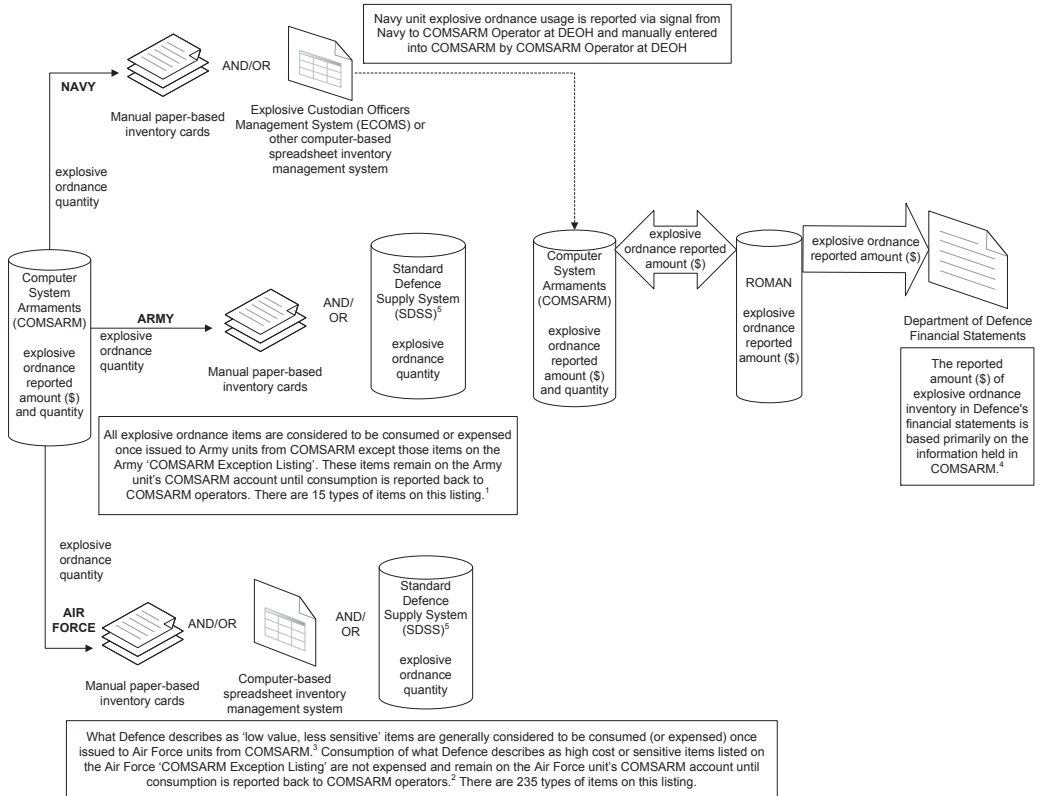 Navy unit explosive ordnance usage is reported via signal from
Navy to COMSARM Operator at DEOH and manually entered
into COMSARM by COMSARM Operator at DEOH
NAVY
AND/OR
Manual paper-based
inventory cards
Explosive Custodian Officers
Management System (ECOMS) or
other computer-based
spreadsheet inventory
management system
explosive
ordnance
quantity
Computer
System
Armaments
(COMSARM)
explosive
ordnance
reported
amount ($)
and quantity
ARMY
explosive
ordnance
quantity
Manual paper-based
inventory cards
AND/
OR
Standard
Defence
Supply System
(SDSS)5
explosive
ordnance
quantity
Computer
System
Armaments
(COMSARM)
explosive
ordnance
reported
amount ($)
and quantity
explosive
ordnance reported
amount ($)
ROMAN
explosive
ordnance
reported
amount ($)
explosive ordnance
reported amount ($)
Department of Defence
Financial Statements
The reported
amount ($) of
explosive ordnance
inventory in Defence's
financial statements is
based primarily on the
information held in
COMSARM.4
All explosive ordnance items are considered to be consumed or expensed
once issued to Army units from COMSARM except those items on the
Army ‘COMSARM Exception Listing’. These items remain on the Army
unit’s COMSARM account until consumption is reported back to
COMSARM operators. There are 15 types of items on this listing.1
explosive
ordnance
quantity
AIR
FORCE
Manual paper-based
inventory cards
AND/OR
Computer-based
spreadsheet inventory
management system
AND/
OR
Standard
Defence
Supply System
(SDSS)5
explosive
ordnance
quantity
What Defence describes as ‘low value, less sensitive’ items are generally considered to be consumed (or expensed) once
issued to Air Force units from COMSARM.3 Consumption of what Defence describes as high cost or sensitive items listed on
the Air Force ‘COMSARM Exception Listing’ are not expensed and remain on the Air Force unit’s COMSARM account until
consumption is reported back to COMSARM operators.2 There are 235 types of items on this listing.